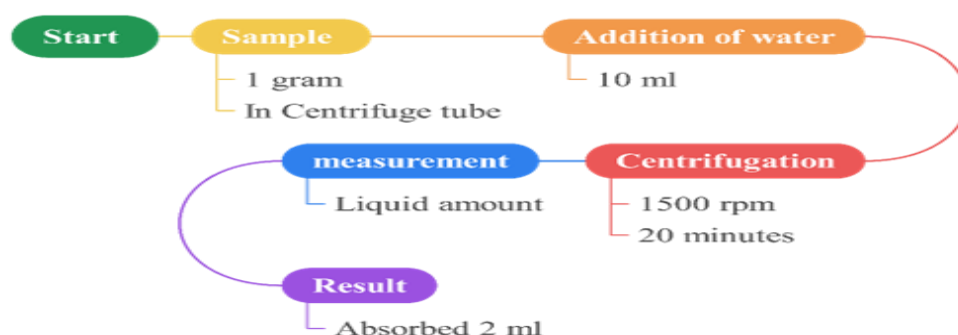 Start
Sample
1 gram
In Centrifuge tube
Addition of water
10 ml
Centrifugation
1500 rpm
20 minutes
measurement
Liquid amount
Result
Absorbed 2 ml